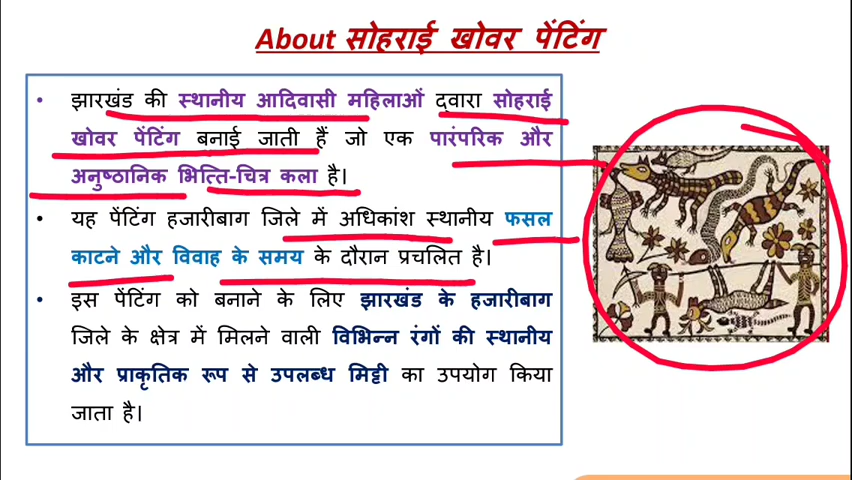 About सोहराई खोवर पेंटिंग
• झारखंड की स्थानीय आदिवासी महिलाओं द्वारा सोहराई
खोवर पेंटिंग बनाई जाती हैं जो एक पारंपरिक और
अनुष्ठानिक भित्ति-चित्र कला है।
• यह पेंटिंग हजारीबाग जिले में अधिकांश स्थानीय फसल
काटने और विवाह के समय के दौरान प्रचलित है।
• इस पेंटिंग को बनाने के लिए झारखंड के हजारीबाग
जिले के क्षेत्र में मिलने वाली विभिन्न रंगों की स्थानीय
और प्राकृतिक रूप से उपलब्ध मिट्टी का उपयोग किया
जाता है।